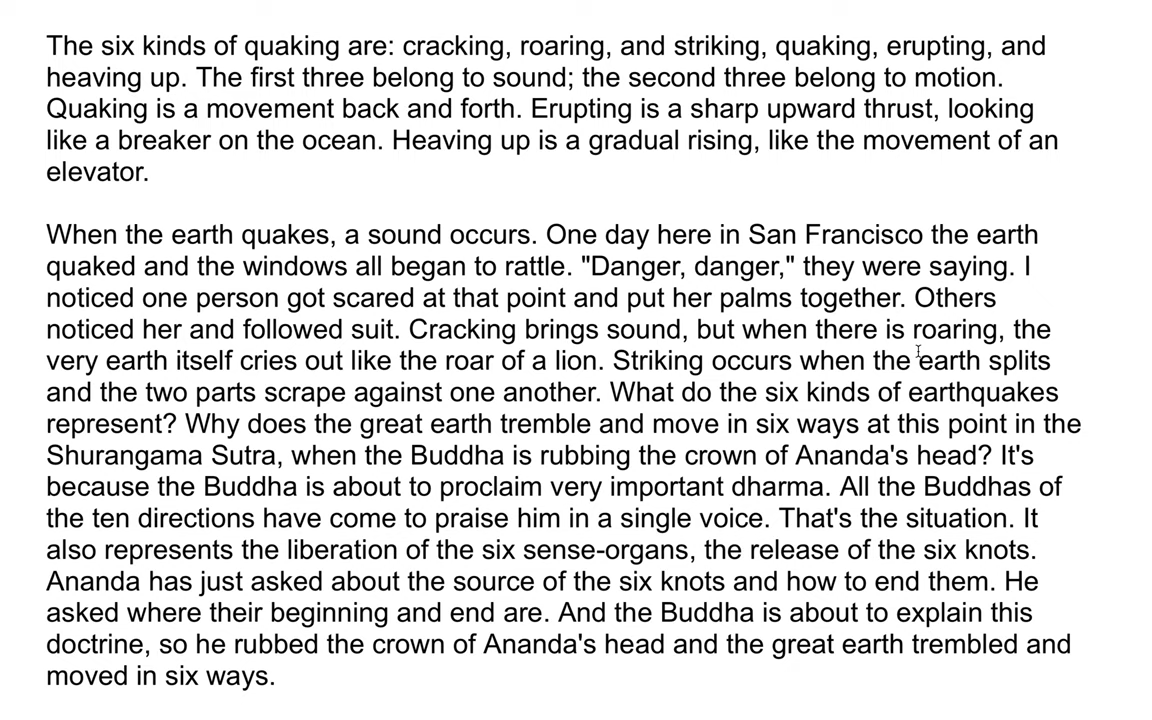 The six kinds of quaking are: cracking, roaring, and striking, quaking, erupting, and
heaving up. The first three belong to sound; the second three belong to motion.
Quaking is a movement back and forth. Erupting is a sharp upward thrust, looking
like a breaker on the ocean. Heaving up is a gradual rising, like the movement of an
elevator.
When the earth quakes, a sound occurs. One day here in San Francisco the earth
quaked and the windows all began to rattle. "Danger, danger," they were saying. I
noticed one person got scared at that point and put her palms together. Others
noticed her and followed suit. Cracking brings sound, but when there is roaring, the
very earth itself cries out like the roar of a lion. Striking occurs when the earth splits
and the two parts scrape against one another. What do the six kinds of earthquakes
represent? Why does the great earth tremble and move in six ways at this point in the
Shurangama Sutra, when the Buddha is rubbing the crown of Ananda's head? It's
because the Buddha is about to proclaim very important dharma. All the Buddhas of
the ten directions have come to praise him in a single voice. That's the situation. It
also represents the liberation of the six sense-organs, the release of the six knots.
Ananda has just asked about the source of the six knots and how to end them. He
asked where their beginning and end are. And the Buddha is about to explain this
doctrine, so he rubbed the crown of Ananda's head and the great earth trembled and
moved in six ways.